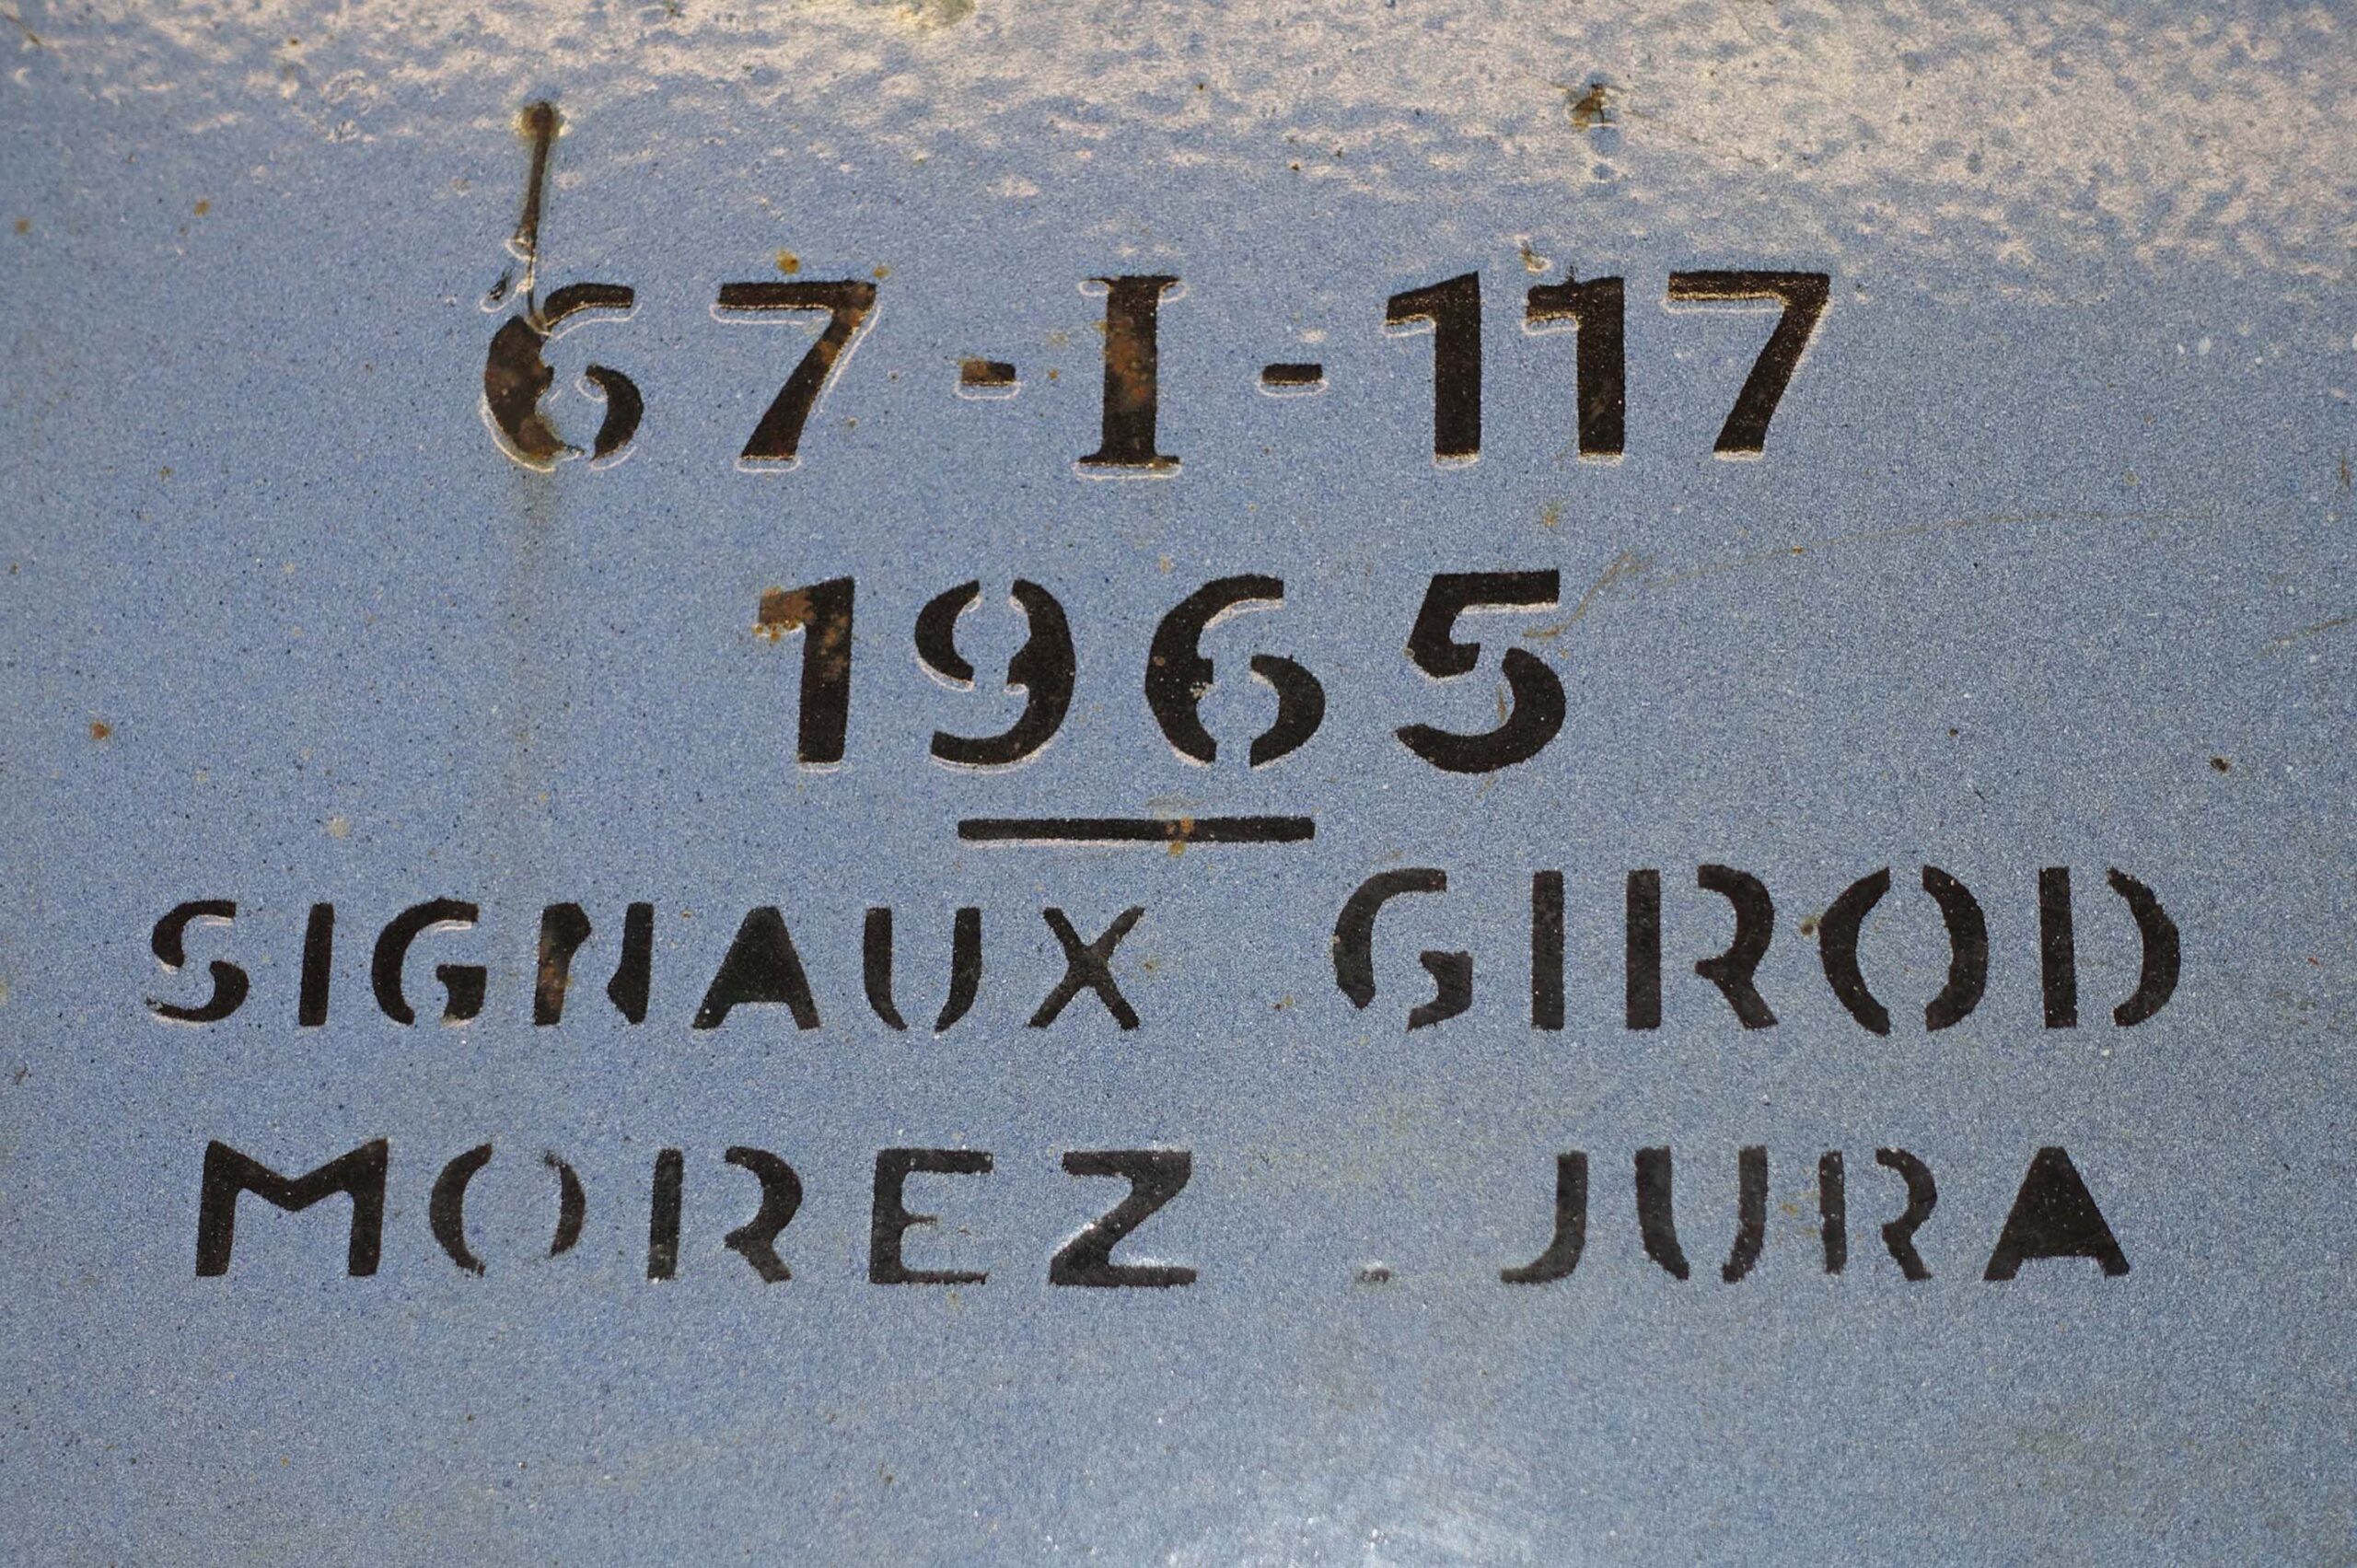 67-I-117
1965
SIGNAUX GIROD
MOREZ . JURA